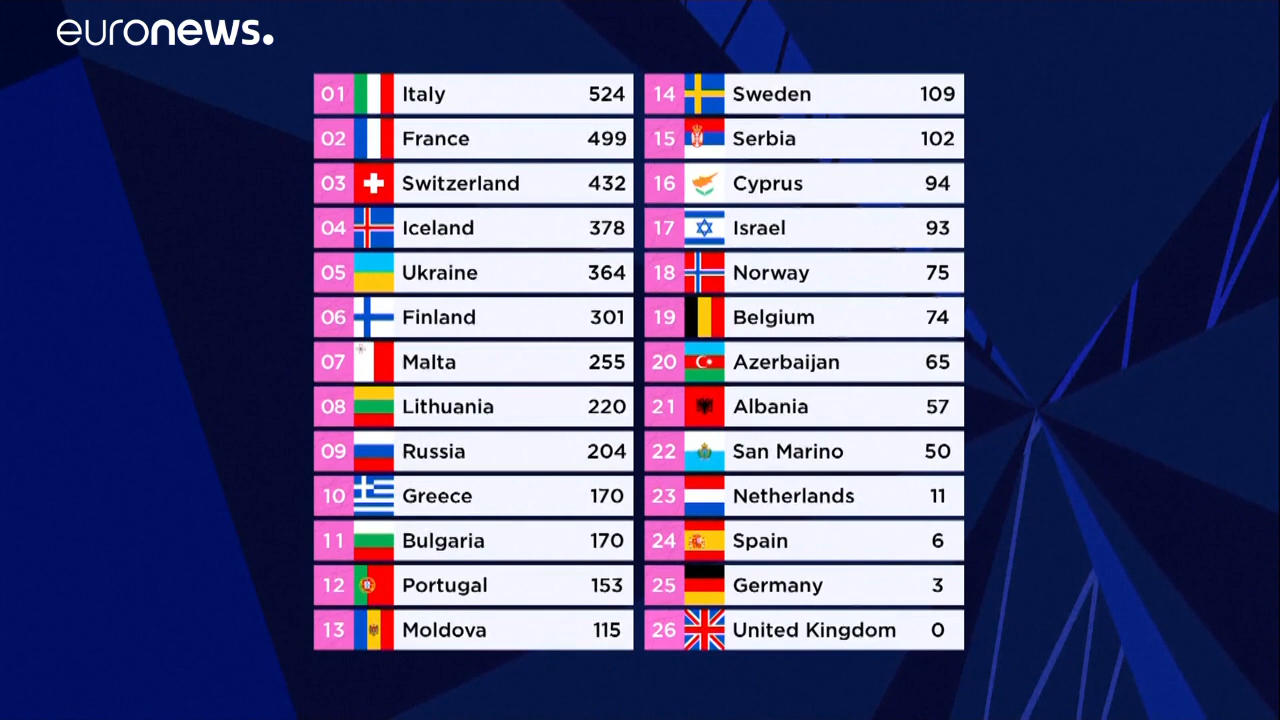 euronews.
01 Italy 524
02 France 499
03 Switzerland 432
04 Iceland 378
05 Ukraine 364
06 Finland 301
07 Malta 255
08 Lithuania 220
09 Russia 204
10 Greece 170
11 Bulgaria 170
12 Portugal 153
13 Moldova 115
14 Sweden 109
15 Serbia 102
16 Cyprus 94
17 Israel 93
18 Norway 75
19 Belgium 74
20 Azerbaijan 65
21 Albania 57
22 San Marino 50
23 Netherlands 11
24 Spain 6
25 Germany 3
26 United Kingdom 0